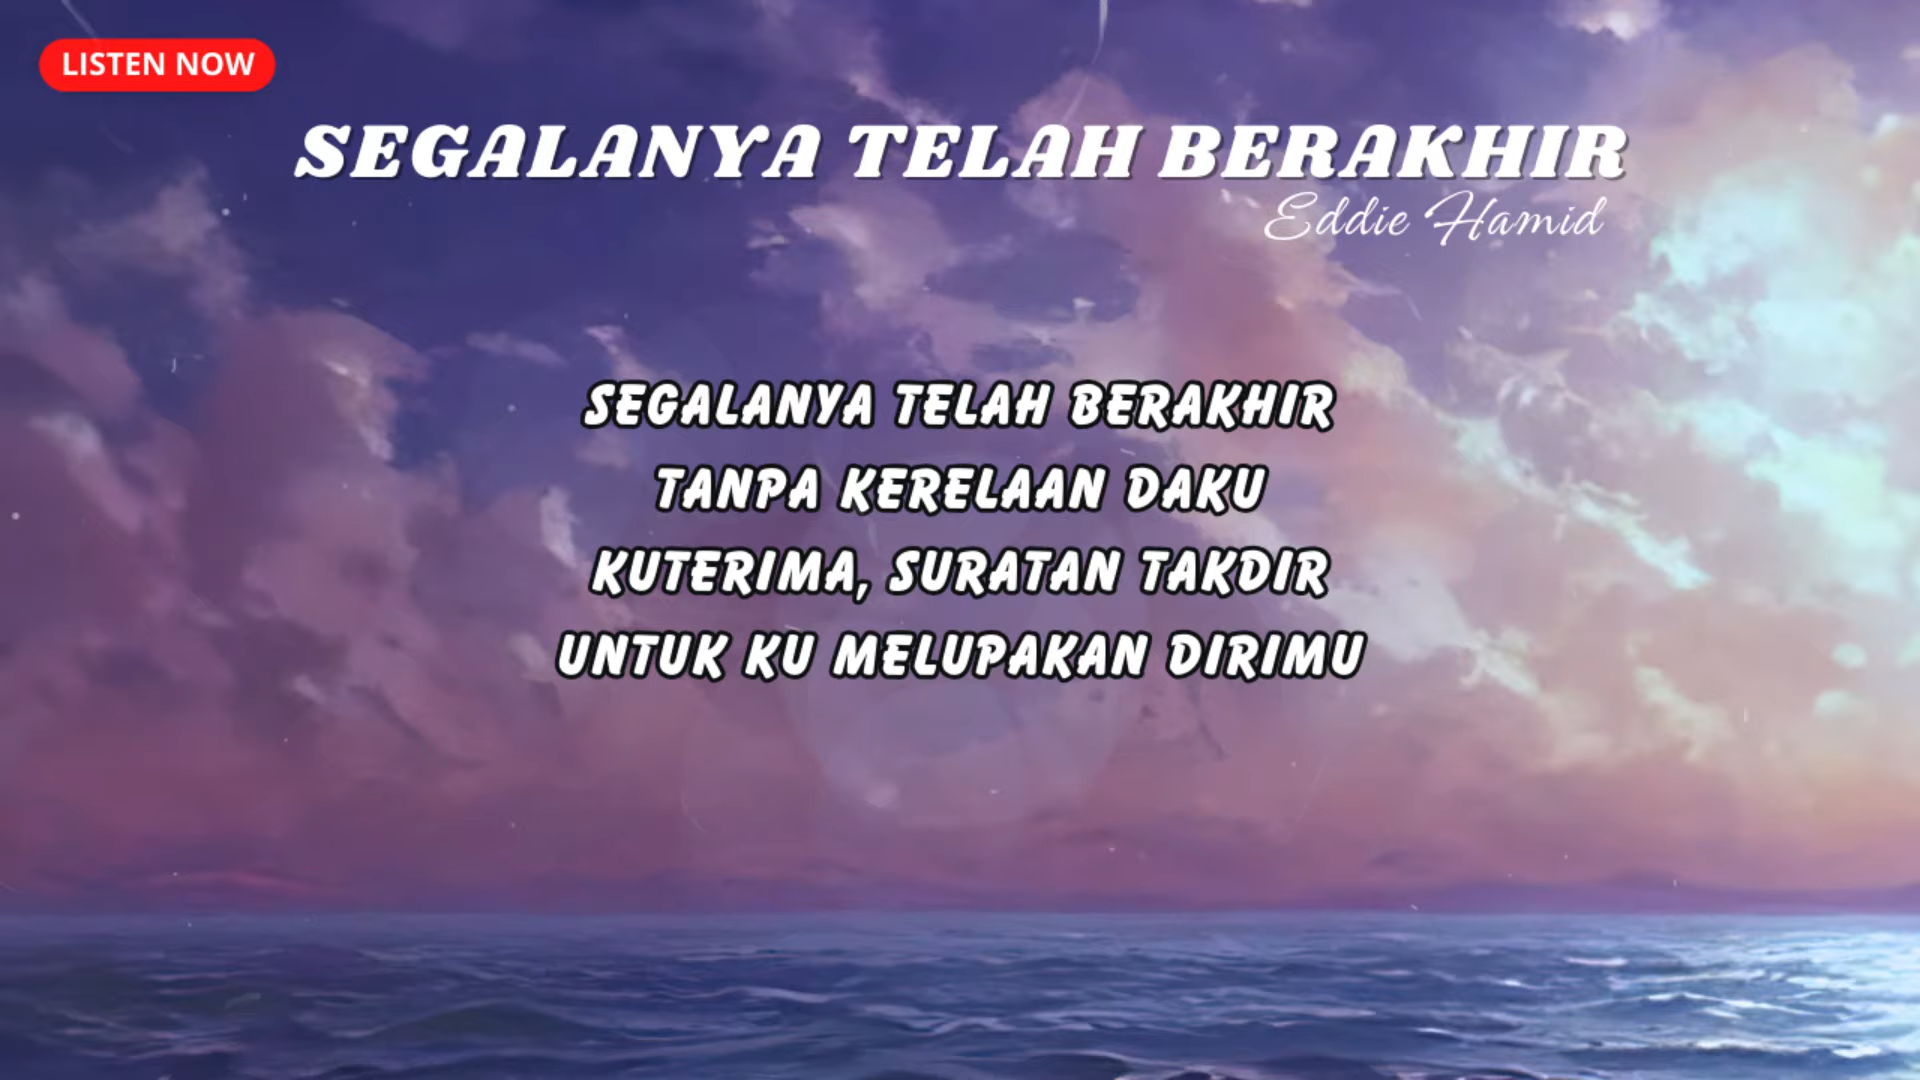 LISTEN NOW
SEGALANYA TELAH BERAKHIR
Eddie Hamid
SEGALANYA TELAH BERAKHIR
TANPA KERELAAN DAKU
KUTERIMA, SURATAN TAKDIR
UNTUK KU MELUPAKAN DIRIMU